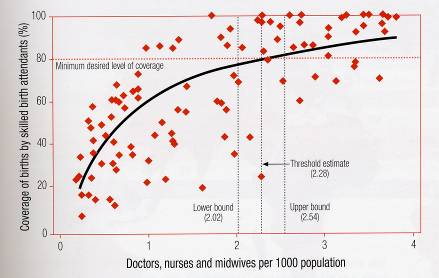 Coverage of births by skilled birth attendants (%)
100
80
60
40
20
0
Minimum desired level of coverage
Threshold estimate
(2.28)
Lower bound
(2.02)
Upper bound
(2.54)
0
1
2
3
4
Doctors, nurses and midwives per 1000 population